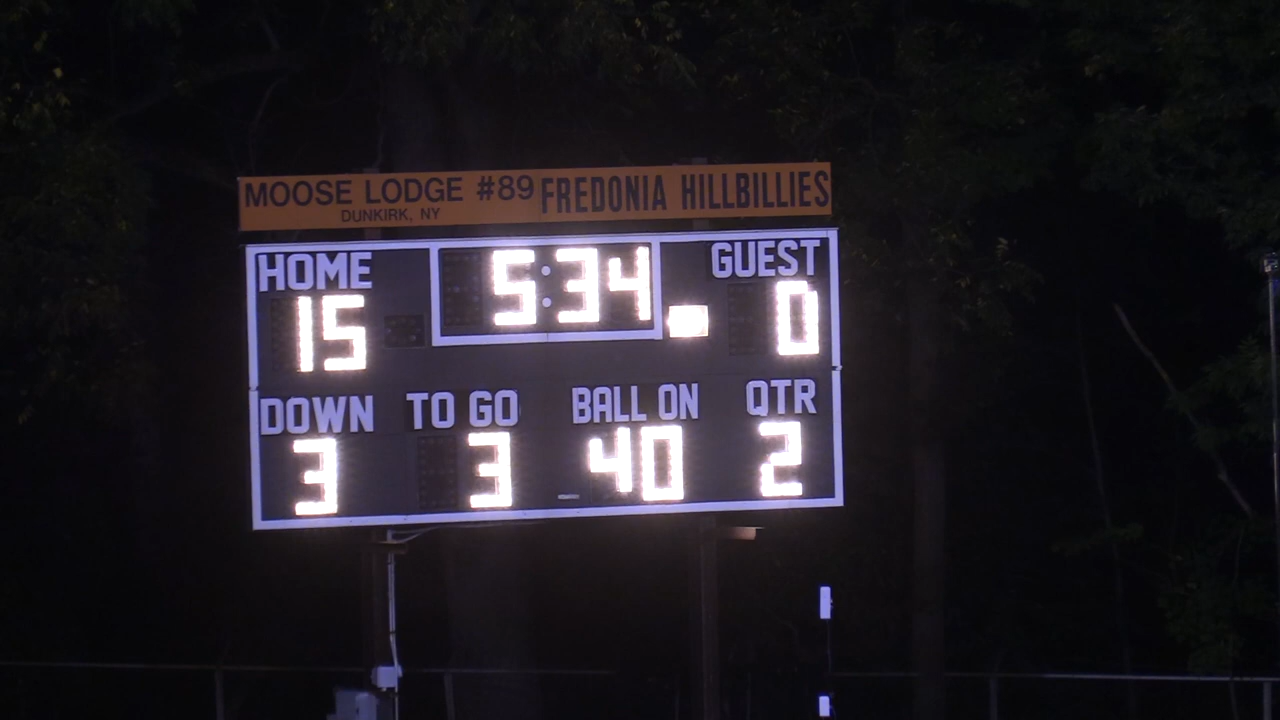 MOOSE LODGE #89 FREDONIA HILLBILLIES
DUNKIRK, NY
HOME 5:34 GUEST
15 0
DOWN TO GO BALL ON QTR
3 3 40 2